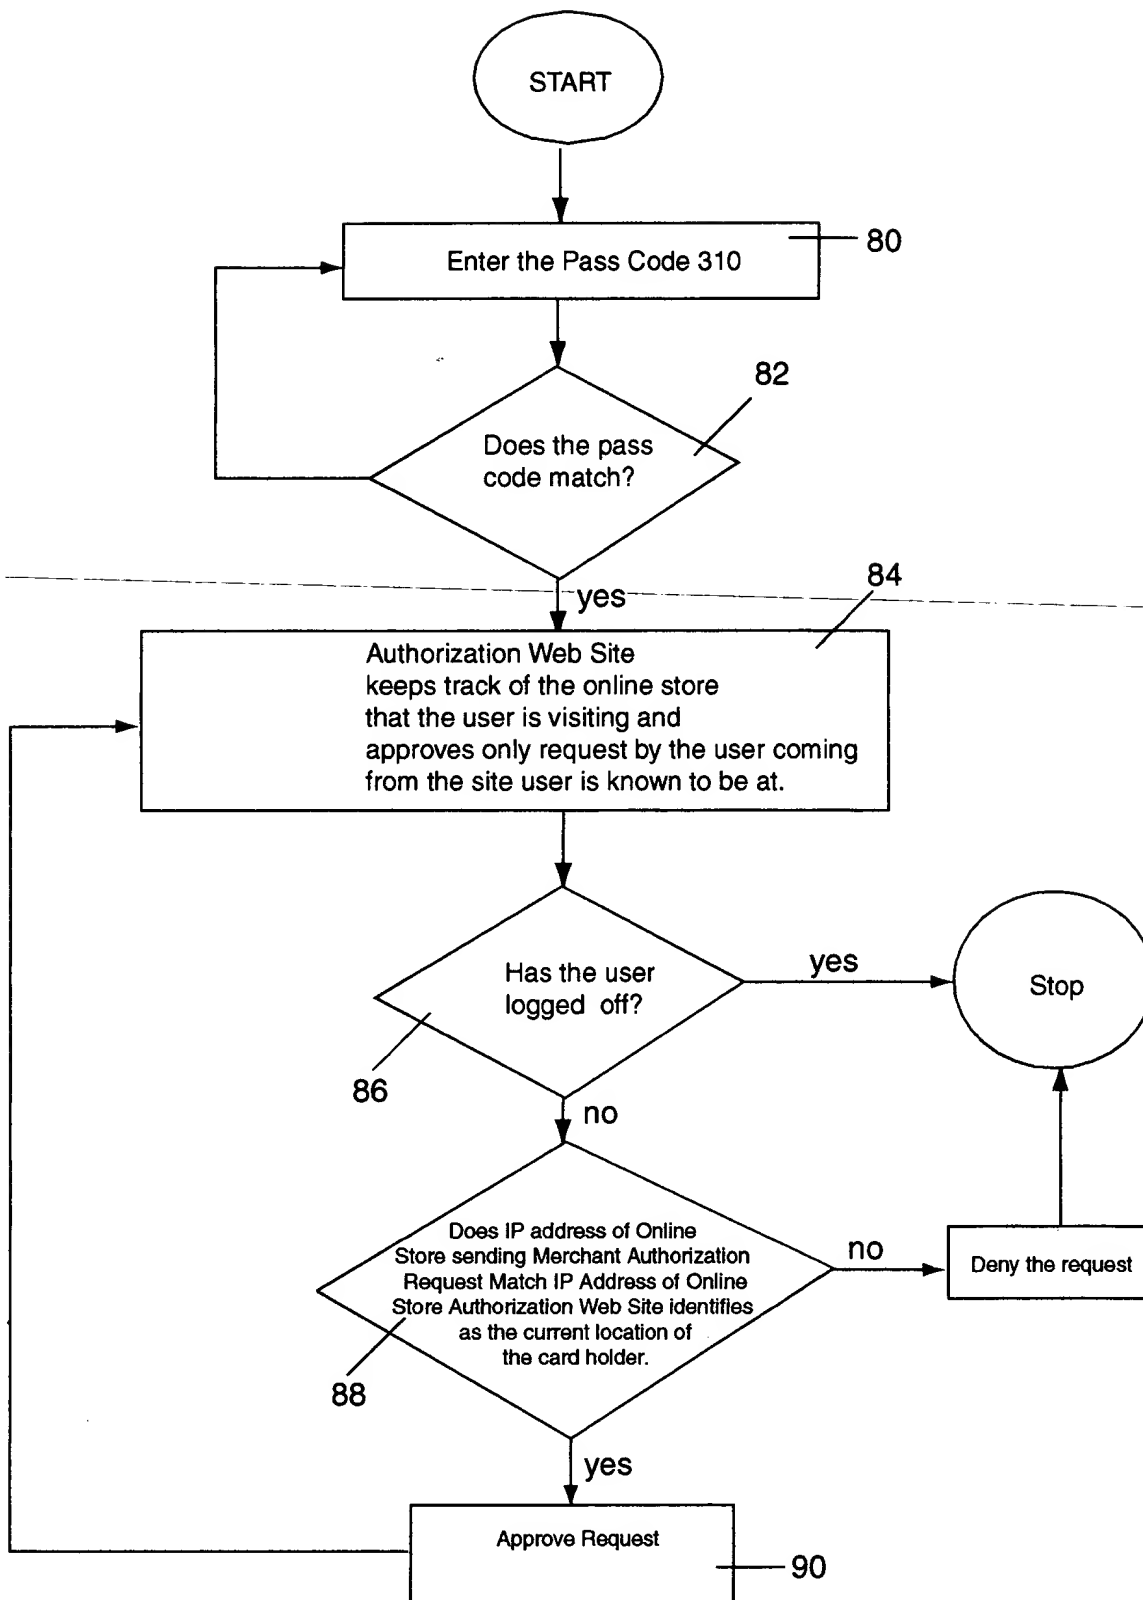 START
Enter the Pass Code 310
80
82
Does the pass
code match?
84
yes
Authorization Web Site
keeps track of the online store
that the user is visiting and
approves only request by the user coming
from the site user is known to be at.
Has the user
logged off?
yes
Stop
86
no
Does IP address of Online
Store sending Merchant Authorization
Request Match IP Address of Online
Store Authorization Web Site identifies
as the current location of
the card holder.
no
Deny the request
88
yes
Approve Request
90